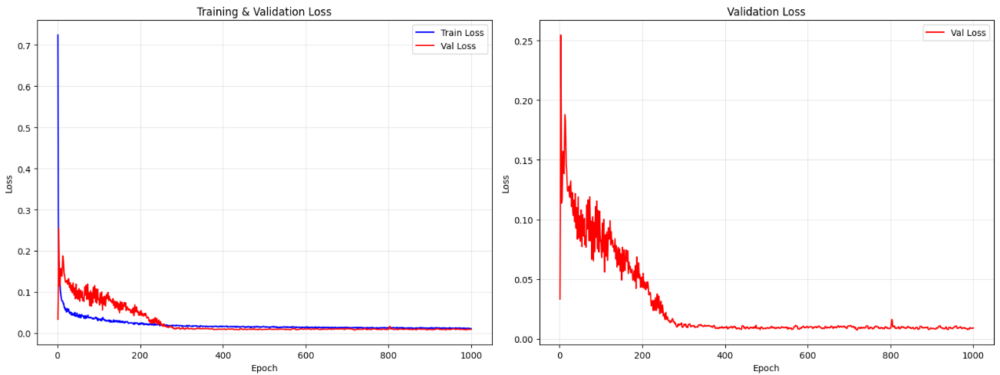 Training & Validation Loss
Train Loss
Val Loss
0.7
0.6
0.5
0.4
0.3
0.2
0.1
0.0
Loss
0
200
400
600
800
1000
Epoch
Validation Loss
Val Loss
0.25
0.20
0.15
0.10
0.05
0.00
Loss
0
200
400
600
800
1000
Epoch